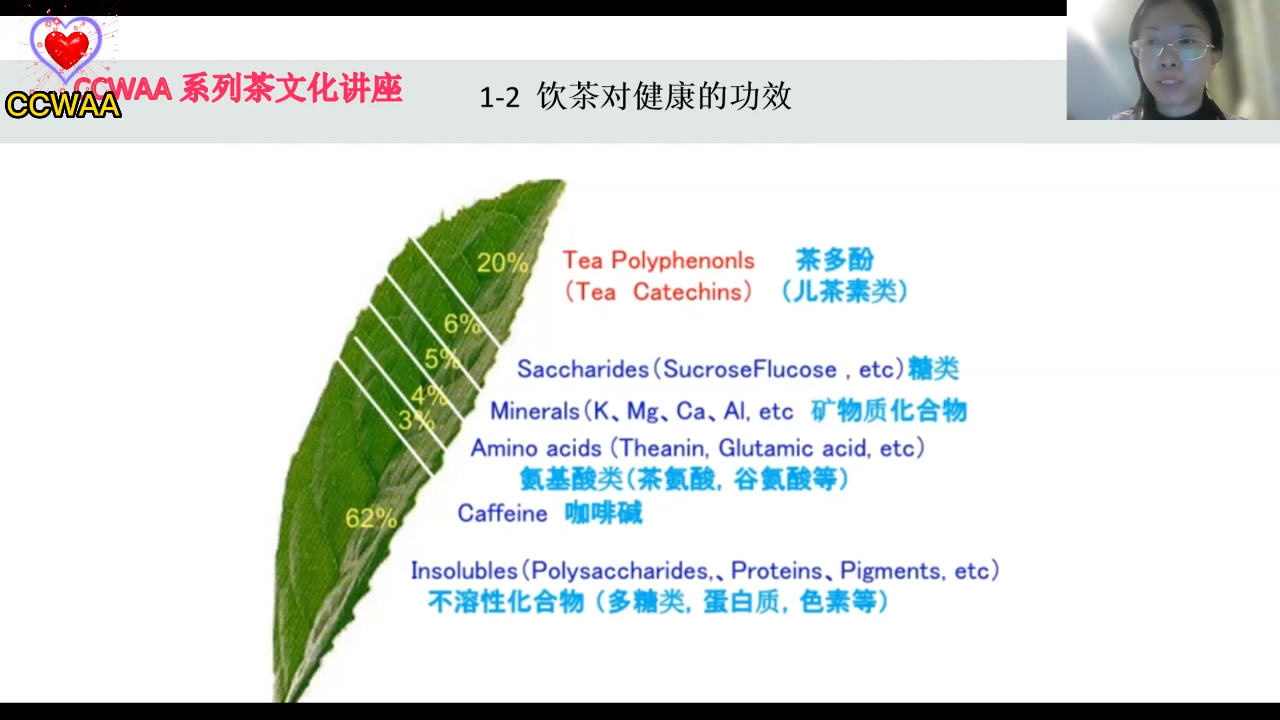 CCWAA 系列茶文化讲座
CCWAA
1-2 饮茶对健康的功效
20%
Tea Polyphenonls 茶多酚
（Tea Catechins）（儿茶素类）
6%
Saccharides（SucroseFlucose , etc）糖类
5%
Minerals（K、Mg、Ca、Al, etc 矿物质化合物
4%
Amino acids（Theanin, Glutamic acid, etc）
氨基酸类（茶氨酸, 谷氨酸等）
3%
Caffeine 咖啡碱
62%
Insolubles（Polysaccharides,、Proteins、Pigments, etc）
不溶性化合物（多糖类, 蛋白质, 色素等）